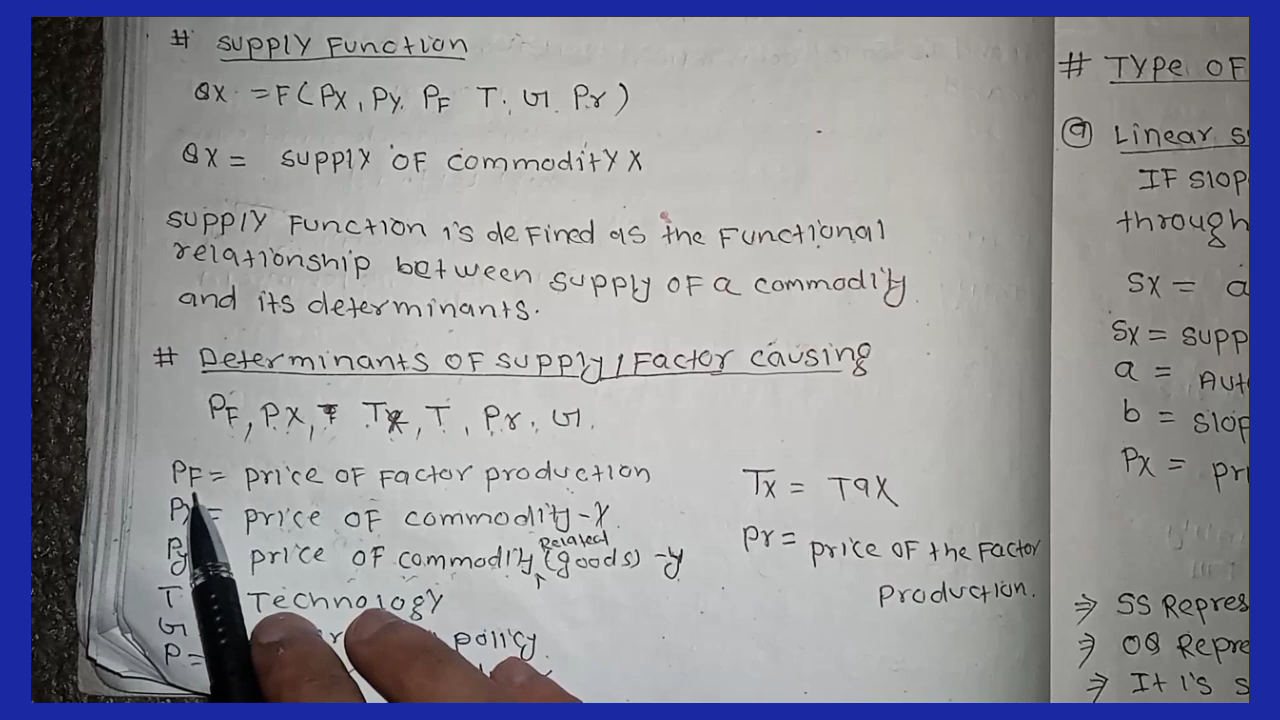 # SUPPLY FUNCTION
QX = F(PX, Py. PF T. G. Pr)
QX = SUPPLY OF COMMODITY X
SUPPLY FUNCTION is defined as the Functional
relationship between supply of a commodity
and its determinants.
# Determinants of supply / Factor causing
PF, PX, Tx, T, Pr. G.
PF = price of Factor production
= price of commodity-X.
Related
Py price of commodity (goods) -y
T Technology
G policy.
P =
Tx = Tax
Pr = price of the Factor
production.
# TYPE OF
a Linear S
IF Slop
through
Sx = a
Sx = Supp
a = Aut
b = Slop
Px = pri
⇒ SS Repres
⇒ OQ Repre
⇒ It is s